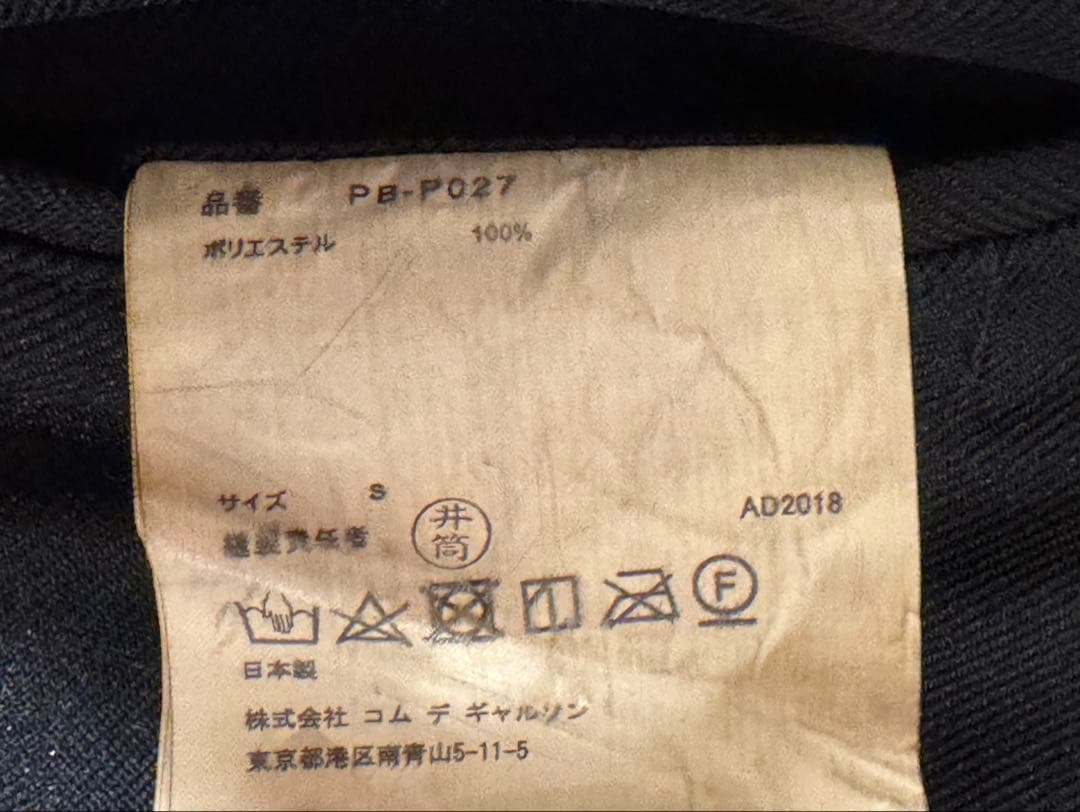 品番 PB-P027
ポリエステル 100%
サイズ S
AD2018
縫製責任者 井筒
F
日本製
株式会社 コム デ ギャルソン
東京都港区南青山5-11-5